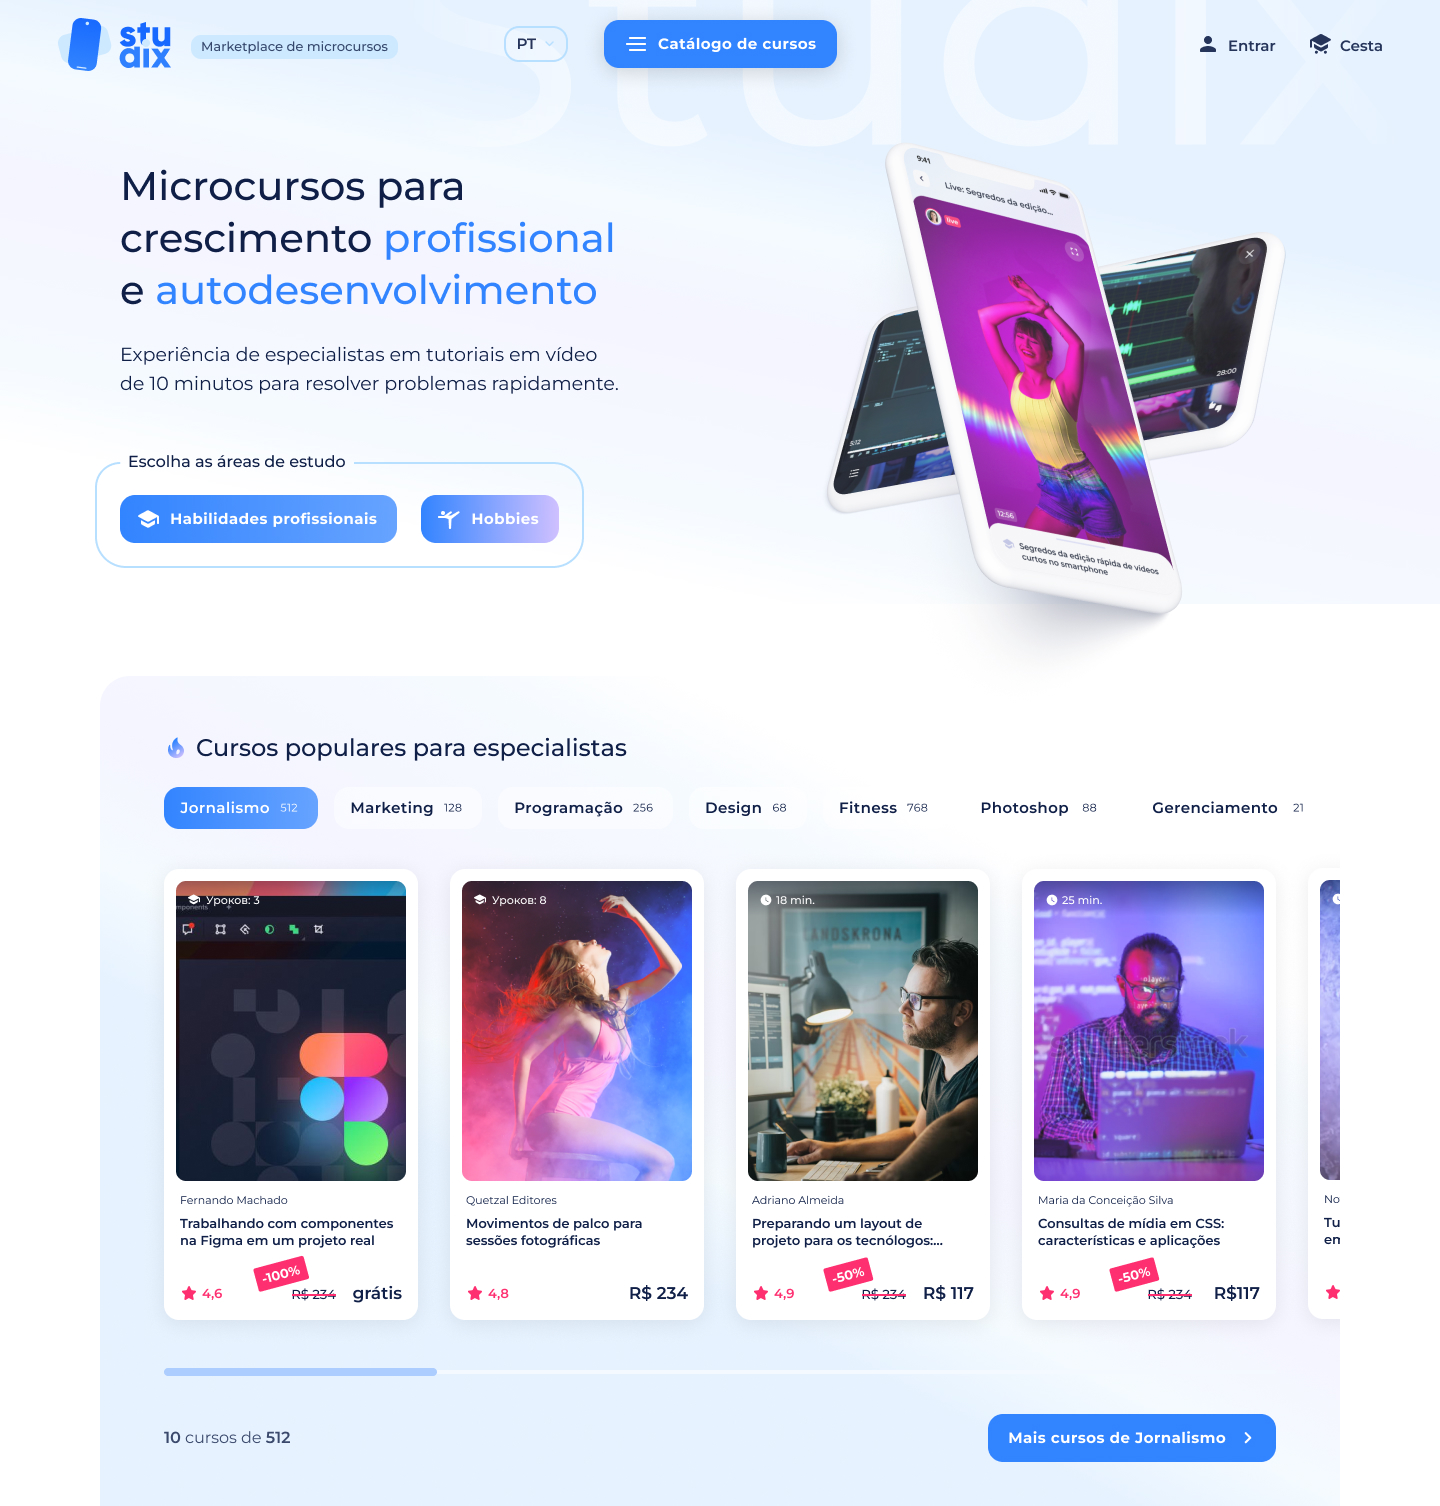 studix
stu
dix
Marketplace de microcursos
PT
Catálogo de cursos
Entrar
Cesta
Microcursos para
crescimento profissional
e autodesenvolvimento
Experiência de especialistas em tutoriais em vídeo
de 10 minutos para resolver problemas rapidamente.
Escolha as áreas de estudo
Habilidades profissionais
Hobbies
9:41
Live: Segredos da edição...
live
28:00
5:12
12:56
Segredos da edição rápida de vídeos
curtos no smartphone
Cursos populares para especialistas
Jornalismo 512
Marketing 128
Programação 256
Design 68
Fitness 768
Photoshop 88
Gerenciamento 21
Уроков: 3
Fernando Machado
Trabalhando com componentes
na Figma em um projeto real
4,6
-100%
R$ 234
grátis
Уроков: 8
Quetzal Editores
Movimentos de palco para
sessões fotográficas
4,8
R$ 234
18 min.
LANDSKRONA
Adriano Almeida
Preparando um layout de
projeto para os tecnólogos:...
4,9
-50%
R$ 234
R$ 117
25 min.
Maria da Conceição Silva
Consultas de mídia em CSS:
características e aplicações
4,9
-50%
R$ 234
R$117
No
Tu
em
10 cursos de 512
Mais cursos de Jornalismo